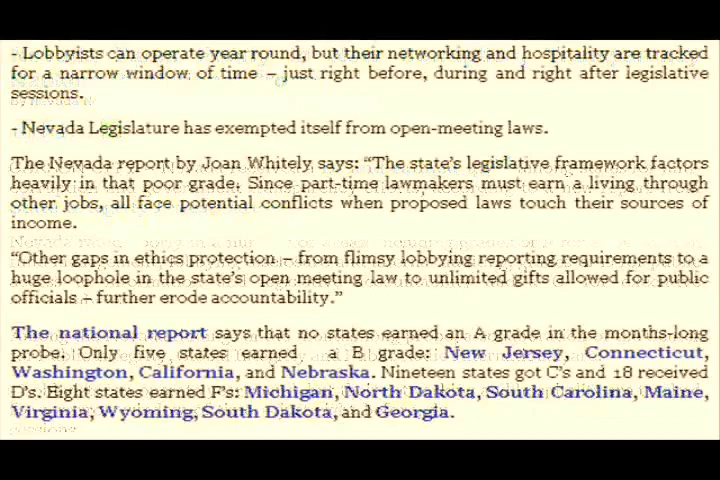 - Lobbyists can operate year round, but their networking and hospitality are tracked
for a narrow window of time – just right before, during and right after legislative
sessions.
- Nevada Legislature has exempted itself from open-meeting laws.
The Nevada report by Joan Whitely says: “The state’s legislative framework factors
heavily in that poor grade. Since part-time lawmakers must earn a living through
other jobs, all face potential conflicts when proposed laws touch their sources of
income.
“Other gaps in ethics protection – from flimsy lobbying reporting requirements to a
huge loophole in the state’s open meeting law to unlimited gifts allowed for public
officials – further erode accountability.”
The national report says that no states earned an A grade in the months-long
probe. Only five states earned a B grade: New Jersey, Connecticut,
Washington, California, and Nebraska. Nineteen states got C’s and 18 received
D’s. Eight states earned F’s: Michigan, North Dakota, South Carolina, Maine,
Virginia, Wyoming, South Dakota, and Georgia.